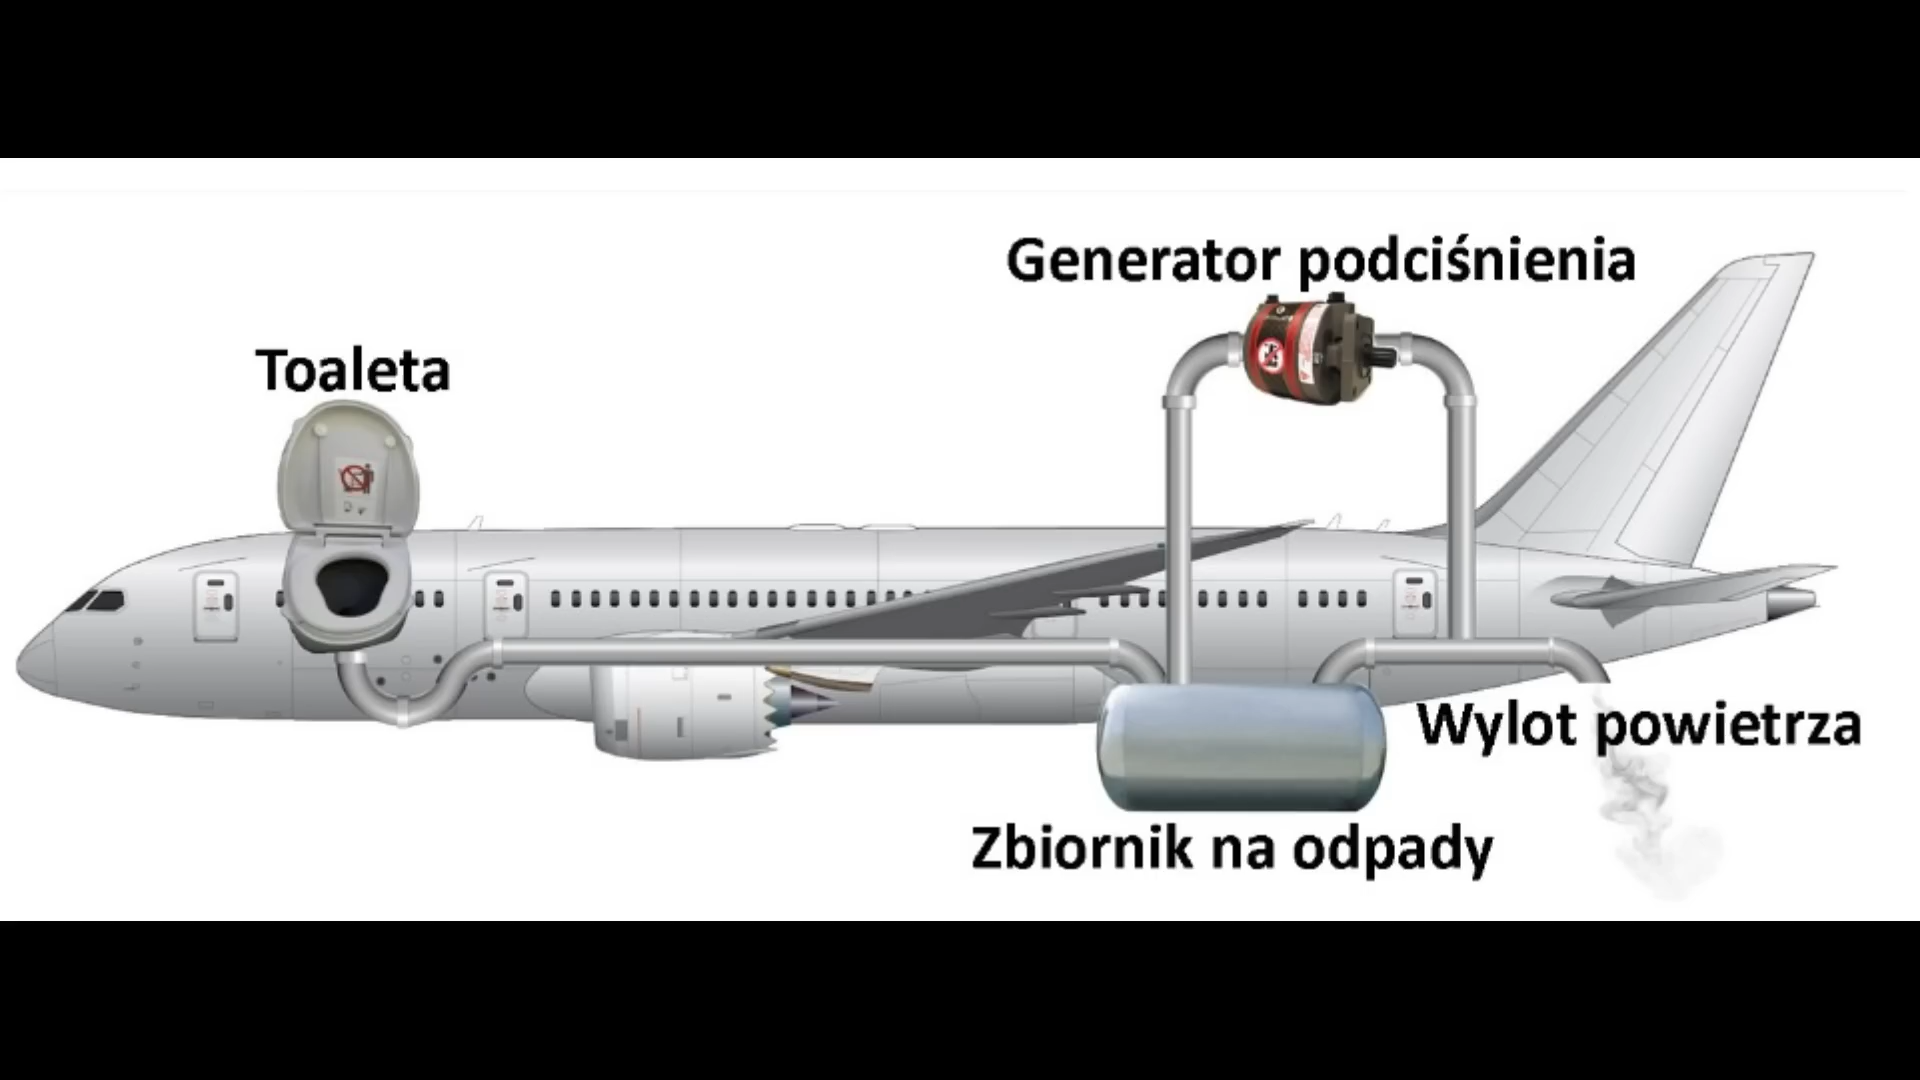 Generator podciśnienia
Toaleta
Wylot powietrza
Zbiornik na odpady